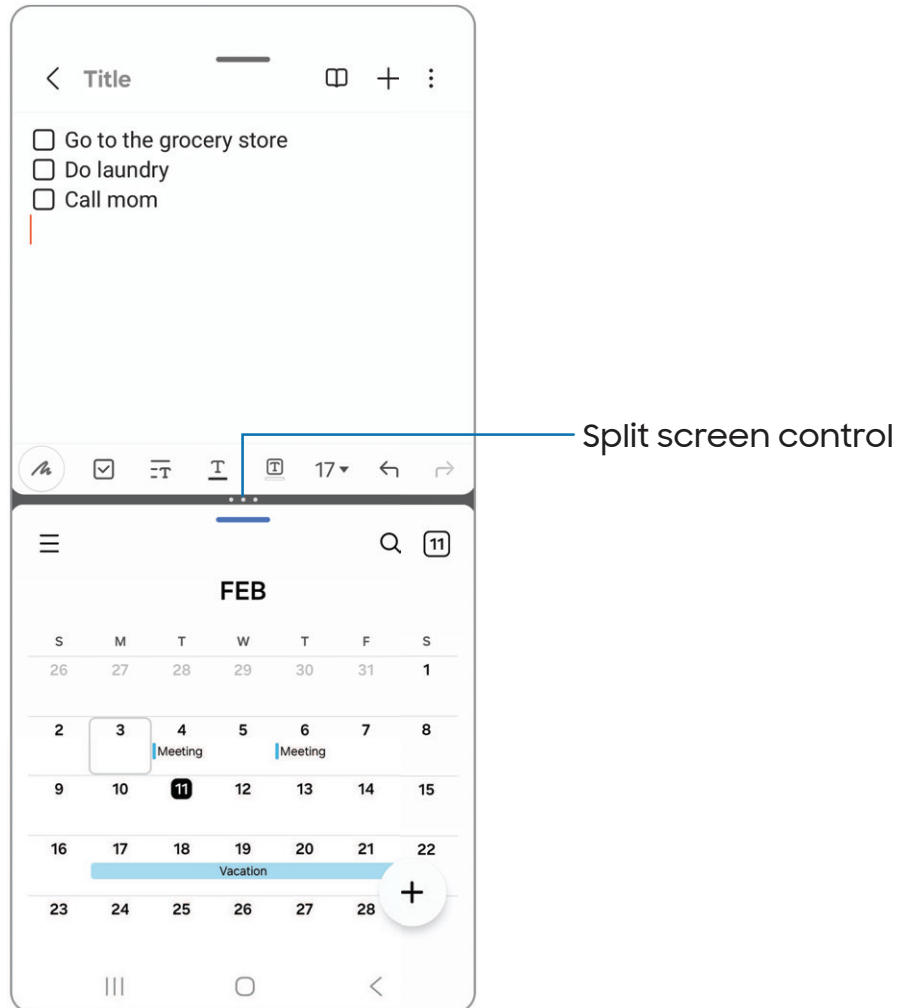 Title
Go to the grocery store
Do laundry
Call mom
Split screen control
T T T 17
11
FEB
S M T W T F S
26 27 28 29 30 31 1
2 3 4 5 6 7 8
Meeting Meeting
9 10 11 12 13 14 15
16 17 18 19 20 21 22
Vacation
23 24 25 26 27 28